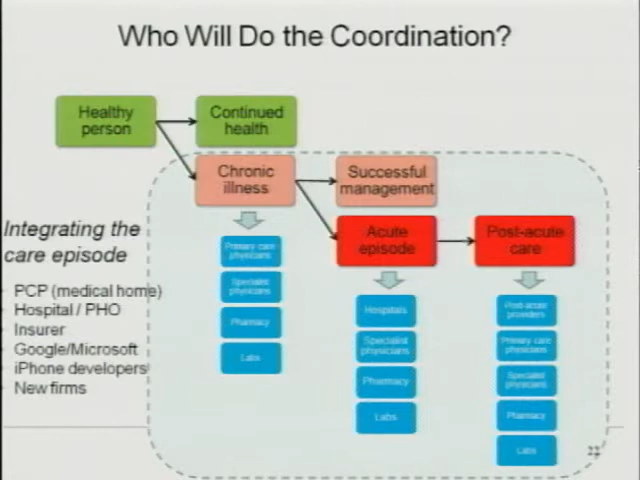 Who Will Do the Coordination?
Healthy
person
Continued
health
Chronic
illness
Successful
management
Acute
episode
Post-acute
care
Integrating the
care episode
PCP (medical home)
Hospital / PHO
Insurer
Google/Microsoft
iPhone developers
New firms
Primary care
physicians
Specialist
physicians
Pharmacy
Labs
Hospitals
Specialist
physicians
Pharmacy
Labs
Post-acute
providers
Primary care
physicians
Specialist
physicians
Pharmacy
Labs